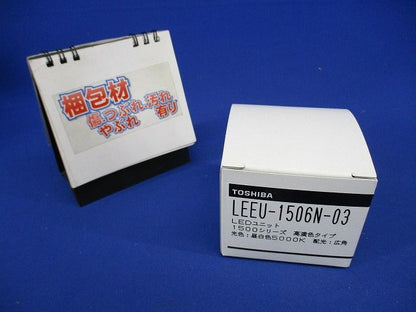 梱包材
傷、つぶれ、汚れ
やぶれ 有り
TOSHIBA
LEEU-1506N-03
LEDユニット
1500シリーズ 高演色タイプ
光色:昼白色5000K 配光:広角